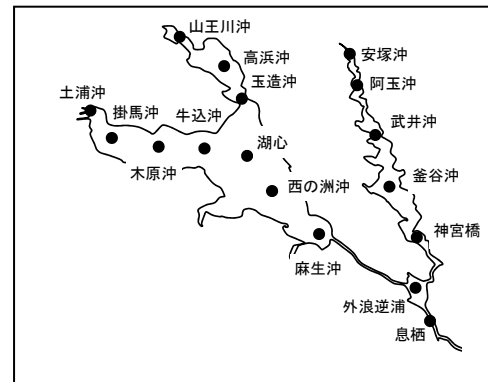 山王川沖
安塚沖
高浜沖
阿玉沖
玉造沖
土浦沖
掛馬沖
牛込沖
武井沖
湖心
木原沖
釜谷沖
西の洲沖
神宮橋
麻生沖
外浪逆浦
息栖